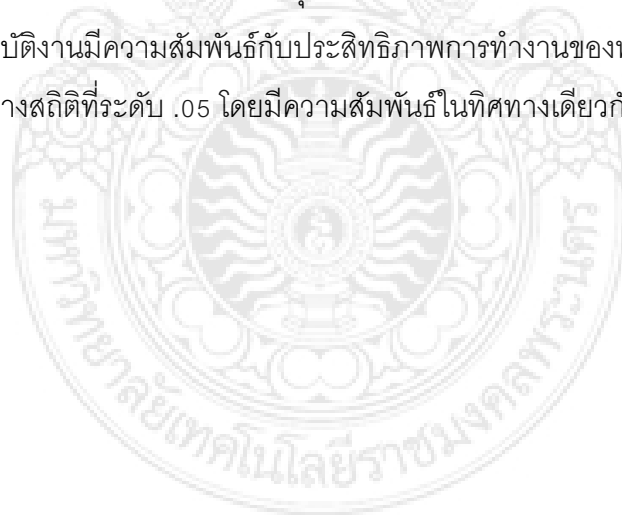 บัติงานมีความสัมพันธ์กับประสิทธิภาพการทำงานของ
างสถิติที่ระดับ .05 โดยมีความสัมพันธ์ในทิศทางเดียวกั
มหาวิทยาลัยเทคโนโลยีราชมงคลพระนคร